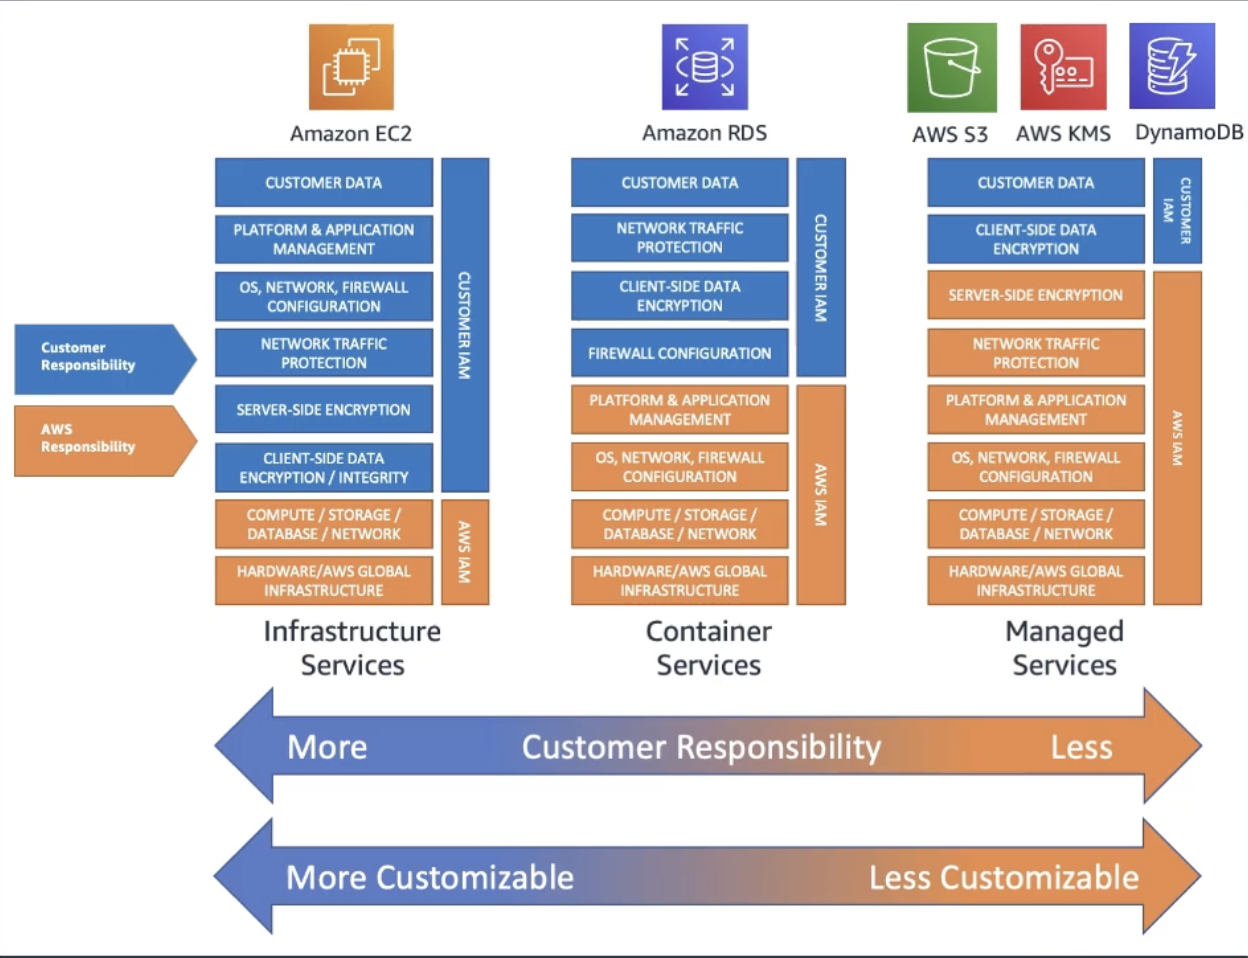 Amazon EC2
Amazon RDS
AWS S3
AWS KMS
DynamoDB
Customer
Responsibility
AWS
Responsibility
CUSTOMER DATA
PLATFORM & APPLICATION
MANAGEMENT
OS, NETWORK, FIREWALL
CONFIGURATION
NETWORK TRAFFIC
PROTECTION
SERVER-SIDE ENCRYPTION
CLIENT-SIDE DATA
ENCRYPTION / INTEGRITY
COMPUTE / STORAGE /
DATABASE / NETWORK
HARDWARE/AWS GLOBAL
INFRASTRUCTURE
CUSTOMER IAM
AWS IAM
Infrastructure
Services
CUSTOMER DATA
NETWORK TRAFFIC
PROTECTION
CLIENT-SIDE DATA
ENCRYPTION
FIREWALL CONFIGURATION
PLATFORM & APPLICATION
MANAGEMENT
OS, NETWORK, FIREWALL
CONFIGURATION
COMPUTE / STORAGE /
DATABASE / NETWORK
HARDWARE/AWS GLOBAL
INFRASTRUCTURE
CUSTOMER IAM
AWS IAM
Container
Services
CUSTOMER DATA
CLIENT-SIDE DATA
ENCRYPTION
SERVER-SIDE ENCRYPTION
NETWORK TRAFFIC
PROTECTION
PLATFORM & APPLICATION
MANAGEMENT
OS, NETWORK, FIREWALL
CONFIGURATION
COMPUTE / STORAGE /
DATABASE / NETWORK
HARDWARE/AWS GLOBAL
INFRASTRUCTURE
CUSTOMER
IAM
AWS IAM
Managed
Services
More Customer Responsibility Less
More Customizable Less Customizable